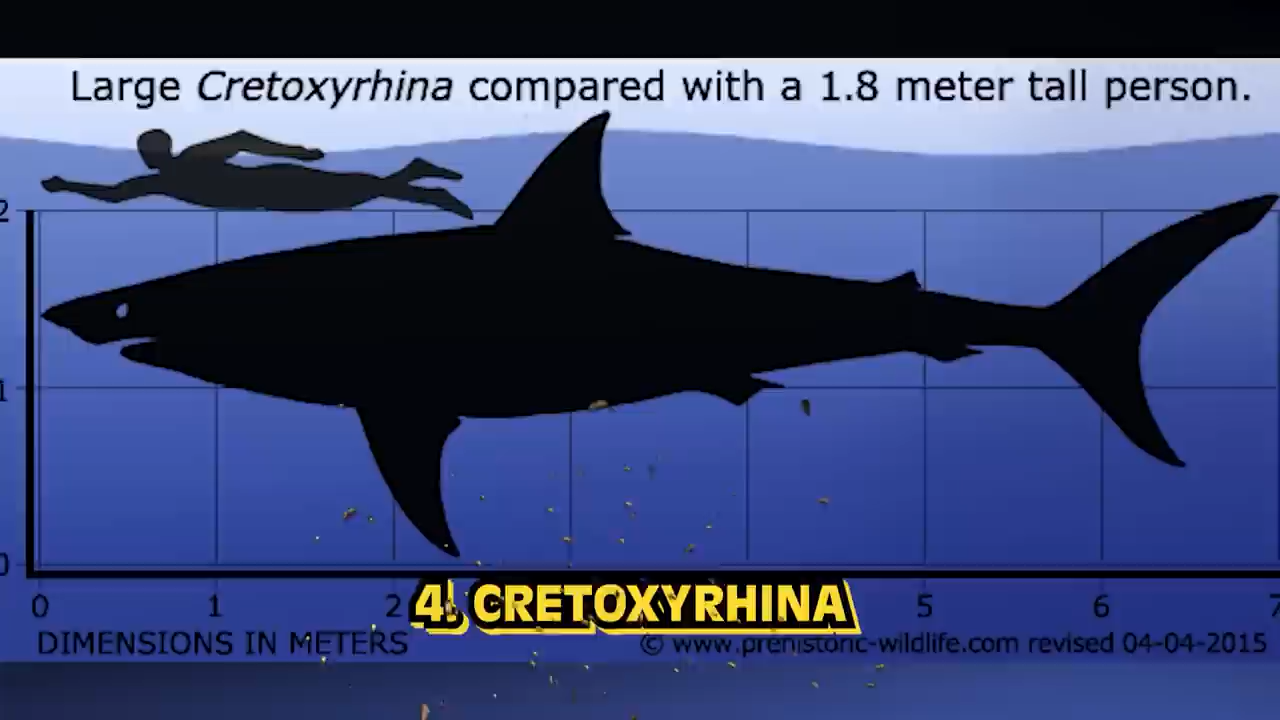 Large Cretoxyrhina compared with a 1.8 meter tall person.
2
1
0
0 1 2 5 6 7
4. CRETOXYRHINA
DIMENSIONS IN METERS
© www.prehistoric-wildlife.com revised 04-04-2015